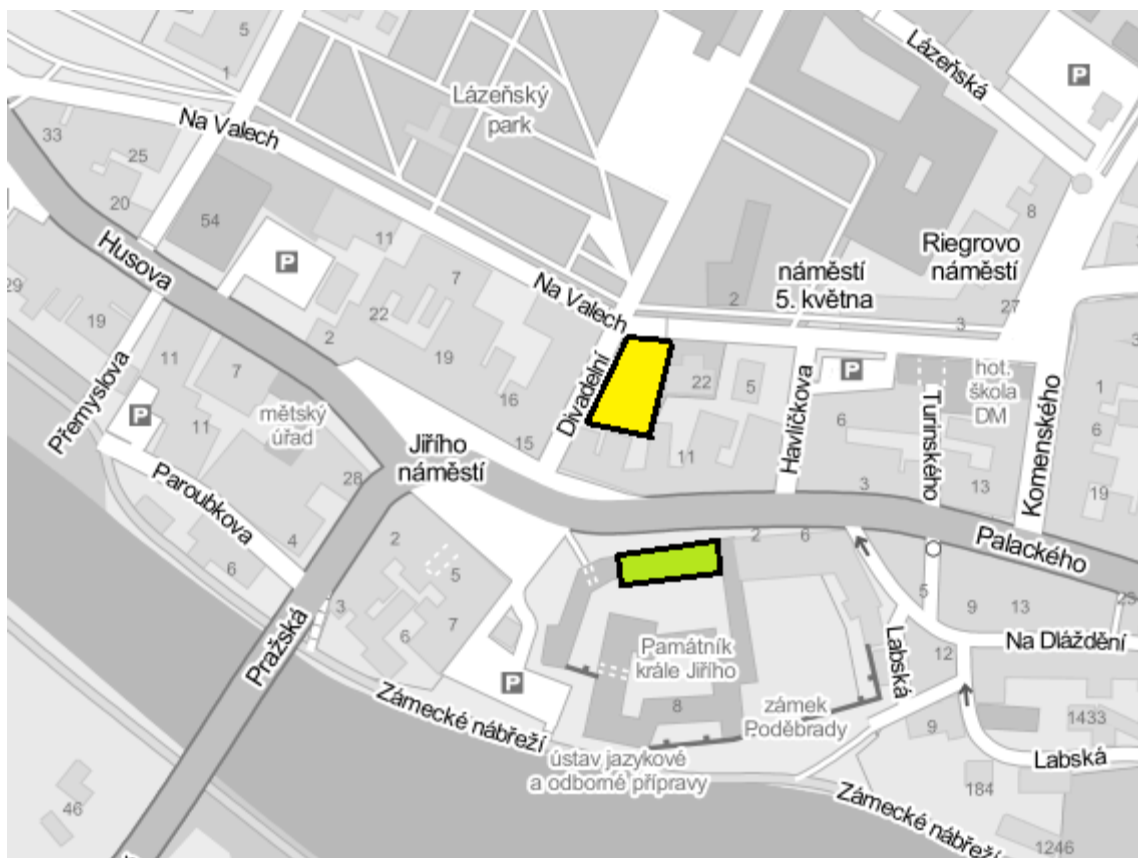 5
1
P
Lázeňská
Lázeňský
park
Na Valech
33
25
20
54
8
Husova
P
11
7
Riegrovo
náměstí
náměstí
5. května
29
19
22
2
Na Valech
2
27
3
3
19
11
7
16
Divadelní
22
5
P
hot.
škola
DM
1
Přemyslova
P
11
mětský
úřad
15
11
Havlíčkova
6
Turinského
Komenského
6
Jiřího
náměstí
28
3
13
19
Paroubkova
4
6
2
5
7
6
3
2
6
Palackého
5
9
13
23
Pražská
Památník
krále Jiřího
8
Labská
12
Na Dláždění
P
Zámecké nábřeží
zámek
Poděbrady
9
1433
Labská
ústav jazykové
a odborné přípravy
184
Zámecké nábřeží
46
1246